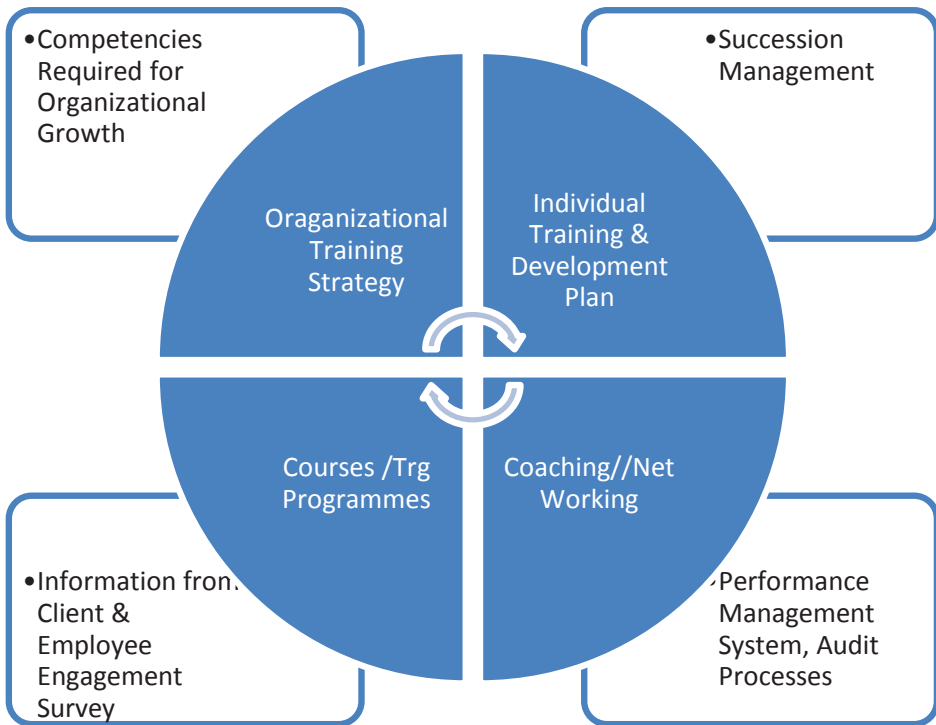 •Competencies
Required for
Organizational
Growth
•Succession
Management
Oraganizational
Training
Strategy
Individual
Training &
Development
Plan
Courses /Trg
Programmes
Coaching//Net
Working
•Information from
Client &
Employee
Engagement
Survey
•Performance
Management
System, Audit
Processes